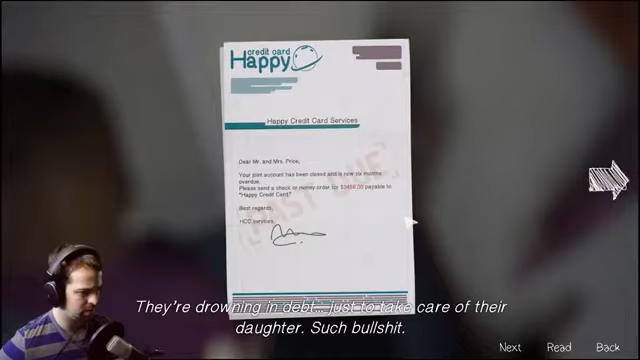 credit card
Happy
Happy Credit Card Services
PAST DUE
Dear Mr. and Mrs. Price,
Your joint account has been closed and is now six months
overdue.
Please send a check or money order for $3458.00 payable to
"Happy Credit Card."
Best regards,
HCC services.
They're drowning in debt... just to take care of their
daughter. Such bullshit.
Next Read Back